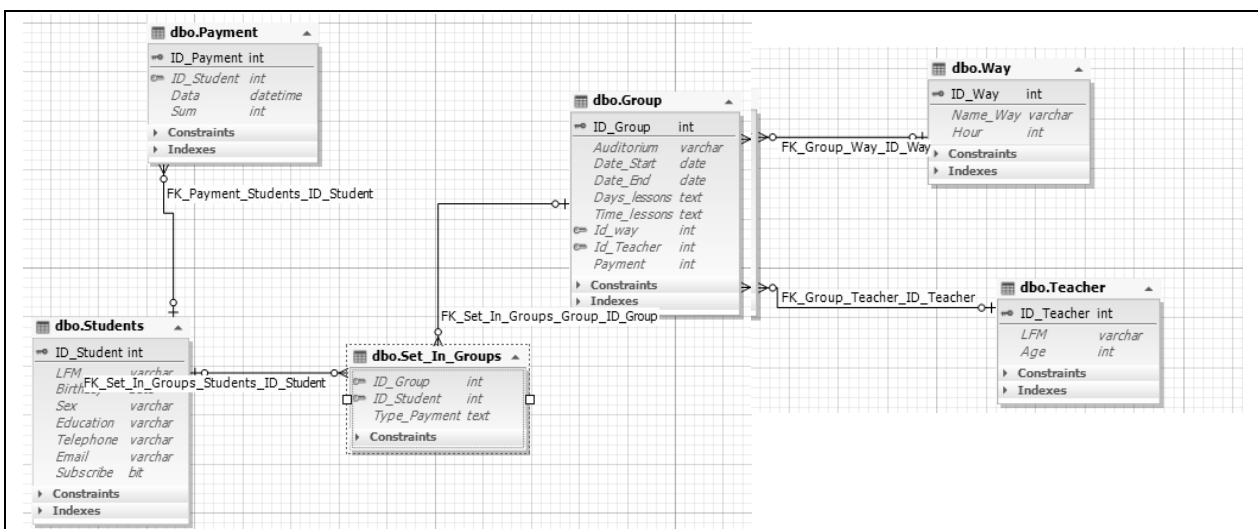 dbo.Payment
ID_Payment int
ID_Student int
Data datetime
Sum int
Constraints
Indexes
FK_Payment_Students_ID_Student
dbo.Students
ID_Student int
LFM varchar
Sex varchar
Education varchar
Telephone varchar
Email varchar
Subscribe bit
Constraints
Indexes
FK_Set_In_Groups_Students_ID_Student
dbo.Set_In_Groups
ID_Group int
ID_Student int
Type_Payment text
Constraints
FK_Set_In_Groups_Group_ID_Group
dbo.Group
ID_Group int
Auditorium varchar
Date_Start date
Date_End date
Days_lessons text
Time_lessons text
Id_way int
Id_Teacher int
Payment int
Constraints
Indexes
FK_Group_Way_ID_Way
dbo.Way
ID_Way int
Name_Way varchar
Hour int
Constraints
Indexes
FK_Group_Teacher_ID_Teacher
dbo.Teacher
ID_Teacher int
LFM varchar
Age int
Constraints
Indexes